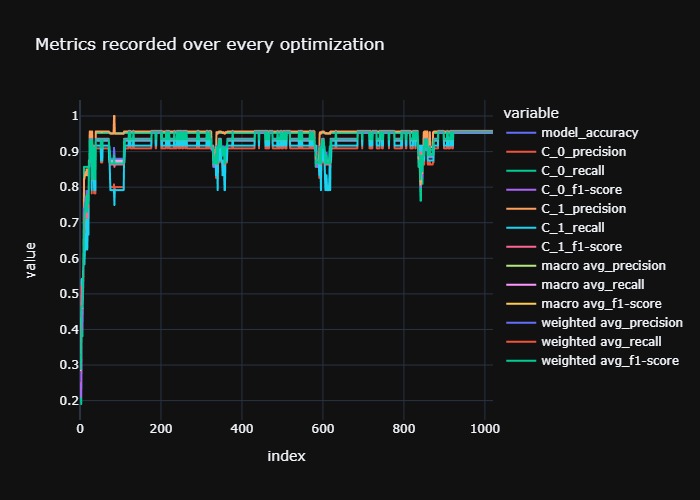 Metrics recorded over every optimization
variable
model_accuracy
C_0_precision
C_0_recall
C_0_f1-score
C_1_precision
C_1_recall
C_1_f1-score
macro avg_precision
macro avg_recall
macro avg_f1-score
weighted avg_precision
weighted avg_recall
weighted avg_f1-score
value
1
0.9
0.8
0.7
0.6
0.5
0.4
0.3
0.2
0 200 400 600 800 1000
index